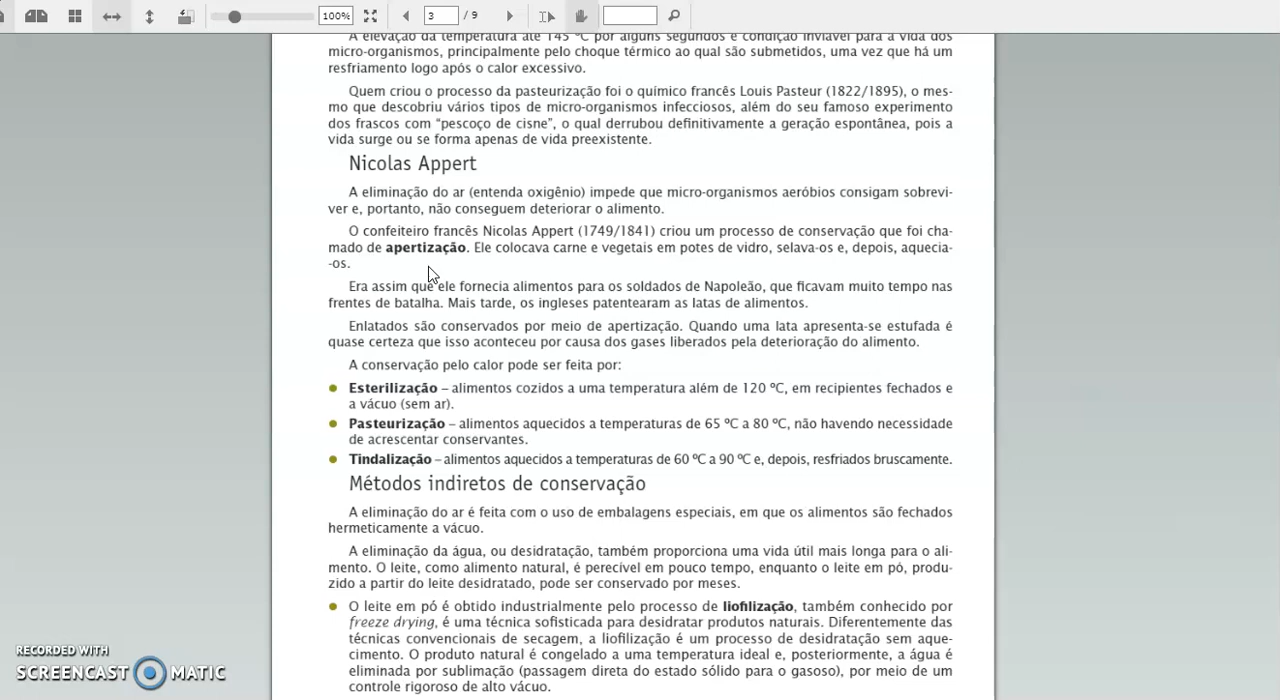 100%
3
/ 9
A elevação da temperatura até 145 ºC por alguns segundos é condição inviável para a vida dos
micro-organismos, principalmente pelo choque térmico ao qual são submetidos, uma vez que há um
resfriamento logo após o calor excessivo.
Quem criou o processo da pasteurização foi o químico francês Louis Pasteur (1822/1895), o mes-
mo que descobriu vários tipos de micro-organismos infecciosos, além do seu famoso experimento
dos frascos com “pescoço de cisne”, o qual derrubou definitivamente a geração espontânea, pois a
vida surge ou se forma apenas de vida preexistente.
Nicolas Appert
A eliminação do ar (entenda oxigênio) impede que micro-organismos aeróbios consigam sobrevi-
ver e, portanto, não conseguem deteriorar o alimento.
O confeiteiro francês Nicolas Appert (1749/1841) criou um processo de conservação que foi cha-
mado de apertização. Ele colocava carne e vegetais em potes de vidro, selava-os e, depois, aquecia-
-os.
Era assim que ele fornecia alimentos para os soldados de Napoleão, que ficavam muito tempo nas
frentes de batalha. Mais tarde, os ingleses patentearam as latas de alimentos.
Enlatados são conservados por meio de apertização. Quando uma lata apresenta-se estufada é
quase certeza que isso aconteceu por causa dos gases liberados pela deterioração do alimento.
A conservação pelo calor pode ser feita por:
Esterilização – alimentos cozidos a uma temperatura além de 120 ºC, em recipientes fechados e
a vácuo (sem ar).
Pasteurização – alimentos aquecidos a temperaturas de 65 ºC a 80 ºC, não havendo necessidade
de acrescentar conservantes.
Tindalização – alimentos aquecidos a temperaturas de 60 ºC a 90 ºC e, depois, resfriados bruscamente.
Métodos indiretos de conservação
A eliminação do ar é feita com o uso de embalagens especiais, em que os alimentos são fechados
hermeticamente a vácuo.
A eliminação da água, ou desidratação, também proporciona uma vida útil mais longa para o ali-
mento. O leite, como alimento natural, é perecível em pouco tempo, enquanto o leite em pó, produ-
zido a partir do leite desidratado, pode ser conservado por meses.
O leite em pó é obtido industrialmente pelo processo de liofilização, também conhecido por
freeze drying, é uma técnica sofisticada para desidratar produtos naturais. Diferentemente das
técnicas convencionais de secagem, a liofilização é um processo de desidratação sem aque-
cimento. O produto natural é congelado a uma temperatura ideal e, posteriormente, a água é
eliminada por sublimação (passagem direta do estado sólido para o gasoso), por meio de um
controle rigoroso de alto vácuo.
RECORDED WITH
SCREENCAST MATIC